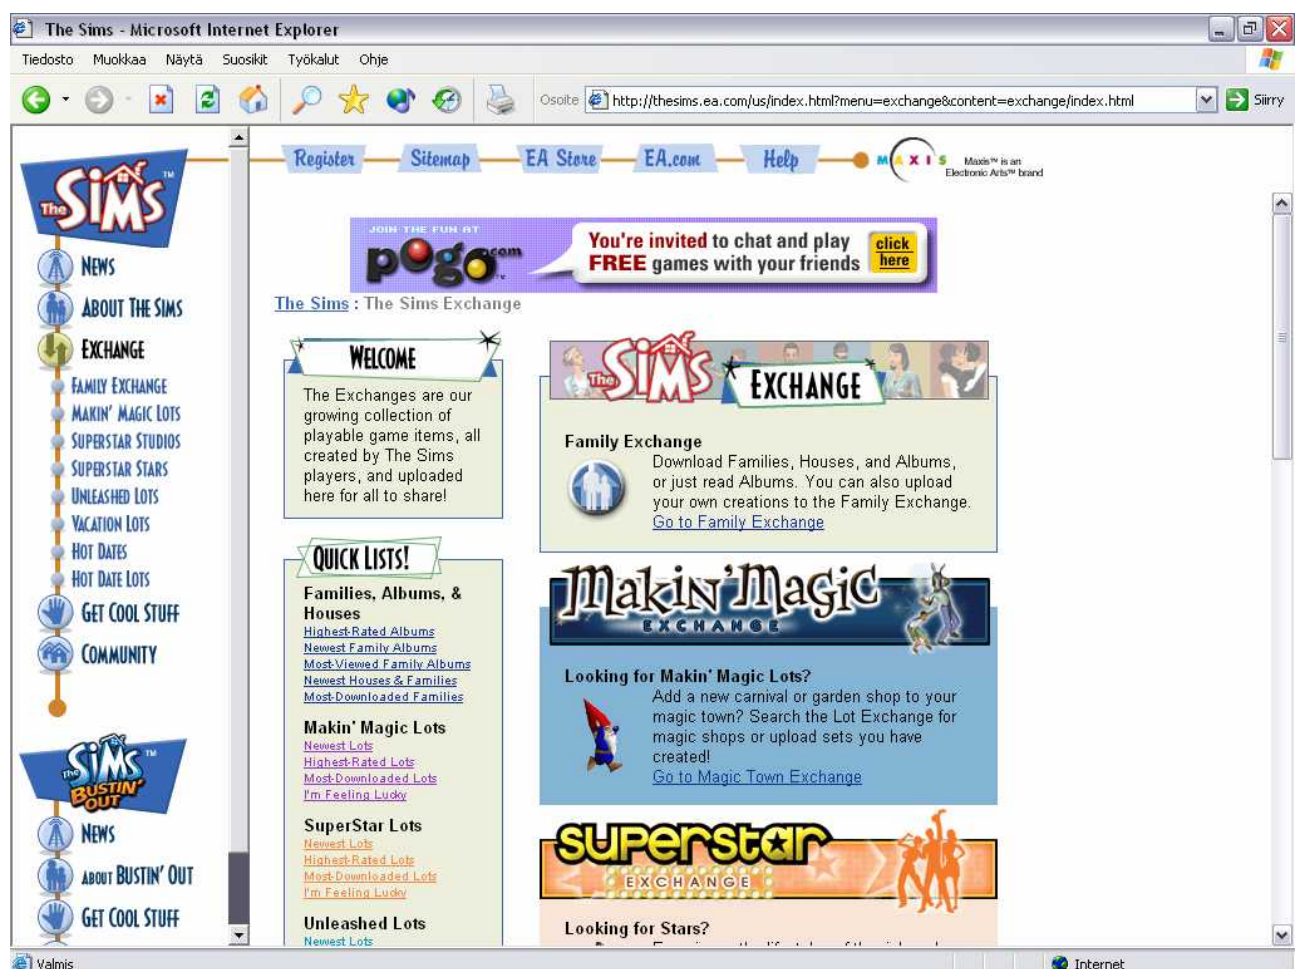 The Sims - Microsoft Internet Explorer
Tiedosto Muokkaa Näytä Suosikit Työkalut Ohje
Osoite http://thesims.ea.com/us/index.html?menu=exchange&content=exchange/index.html Siirry
The SIMS ™
NEWS
ABOUT THE SIMS
EXCHANGE
FAMILY EXCHANGE
MAKIN' MAGIC LOTS
SUPERSTAR STUDIOS
SUPERSTAR STARS
UNLEASHED LOTS
VACATION LOTS
HOT DATES
HOT DATE LOTS
GET COOL STUFF
COMMUNITY
The SIMS ™
BUSTIN' OUT
NEWS
ABOUT BUSTIN' OUT
GET COOL STUFF
Register Sitemap EA Store EA.com Help
MAXIS
Maxis™ is an
Electronic Arts™ brand
JOIN THE FUN AT
pogo.com
You're invited to chat and play
FREE games with your friends
click
here
The Sims : The Sims Exchange
WELCOME
The Exchanges are our
growing collection of
playable game items, all
created by The Sims
players, and uploaded
here for all to share!
QUICK LISTS!
Families, Albums, &
Houses
Highest-Rated Albums
Newest Family Albums
Most-Viewed Family Albums
Newest Houses & Families
Most-Downloaded Families
Makin' Magic Lots
Newest Lots
Highest-Rated Lots
Most-Downloaded Lots
I'm Feeling Lucky
SuperStar Lots
Newest Lots
Highest-Rated Lots
Most-Downloaded Lots
I'm Feeling Lucky
Unleashed Lots
Newest Lots
The SIMS
EXCHANGE
Family Exchange
Download Families, Houses, and Albums,
or just read Albums. You can also upload
your own creations to the Family Exchange.
Go to Family Exchange
Makin' Magic
EXCHANGE
Looking for Makin' Magic Lots?
Add a new carnival or garden shop to your
magic town? Search the Lot Exchange for
magic shops or upload sets you have
created!
Go to Magic Town Exchange
SUPERSTAR
EXCHANGE
Looking for Stars?
Valmis Internet